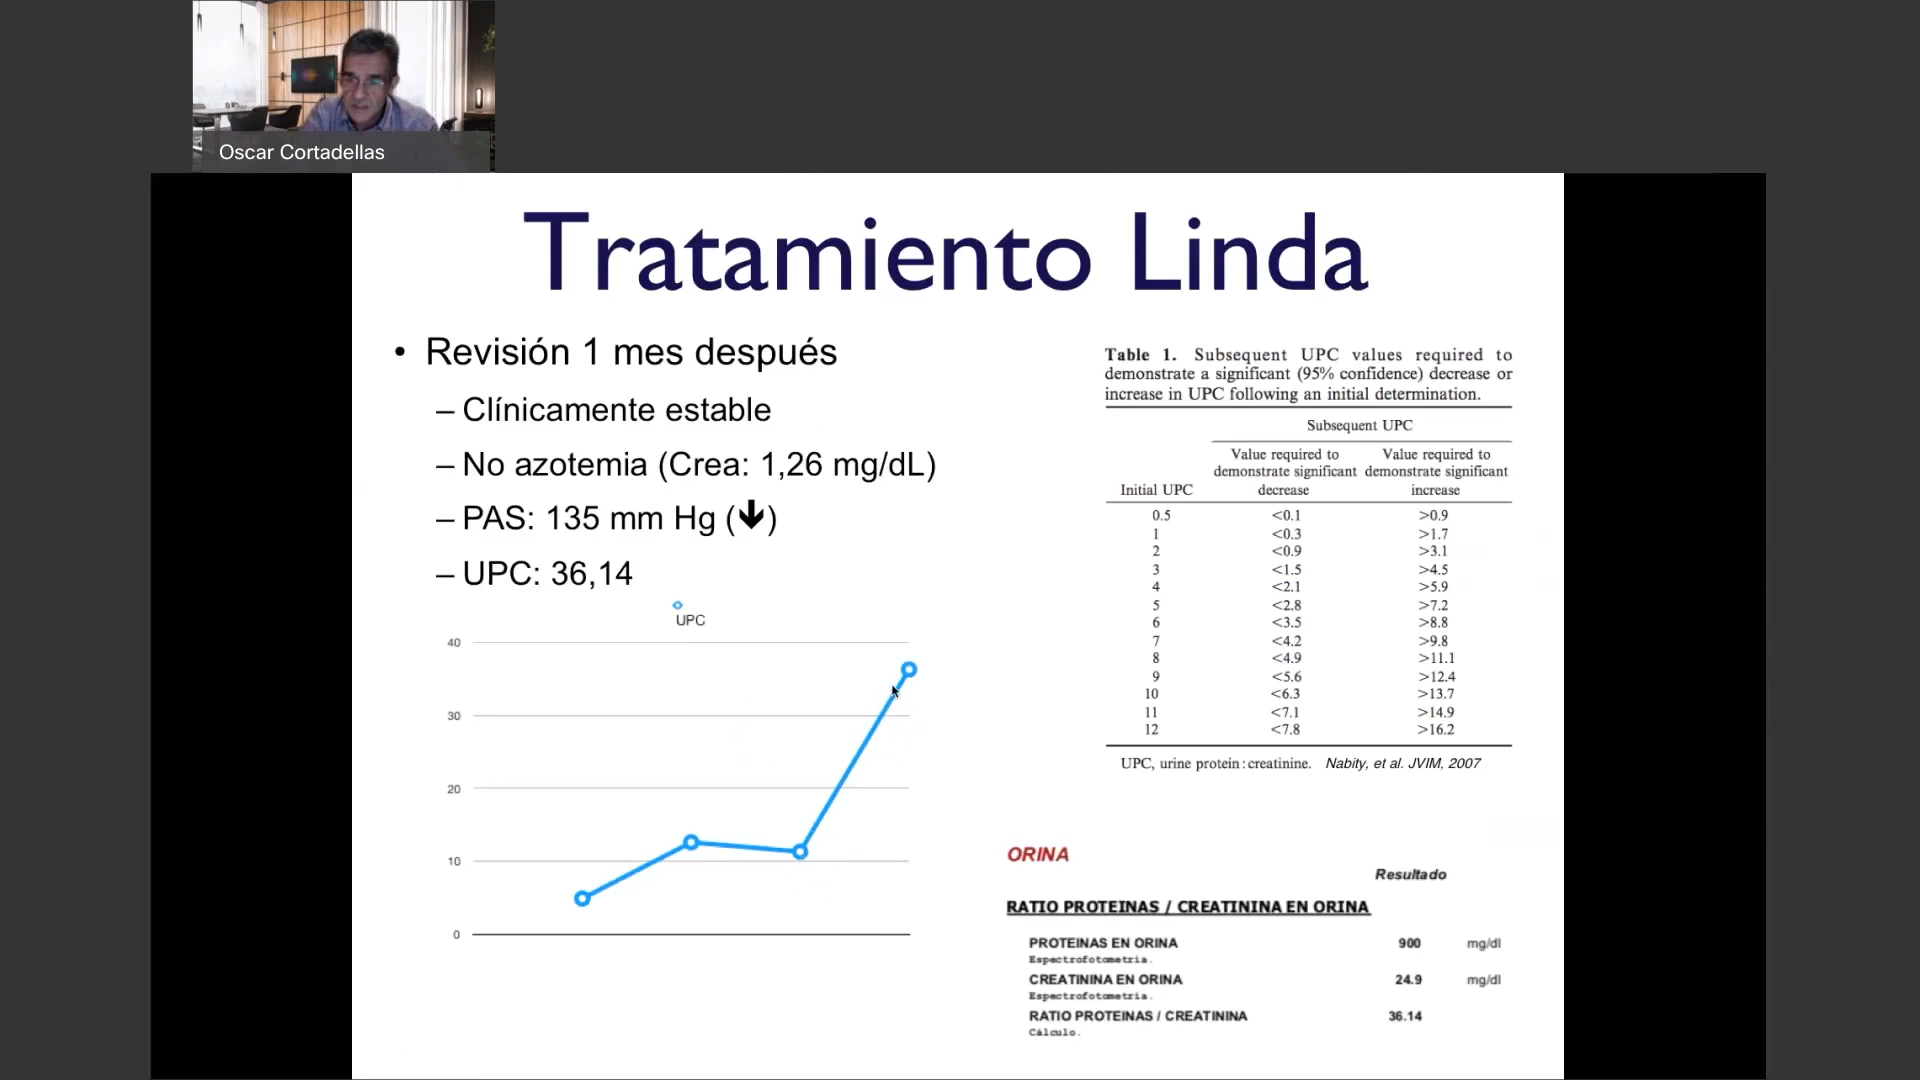 Oscar Cortadellas
Tratamiento Linda
• Revisión 1 mes después
– Clínicamente estable
– No azotemia (Crea: 1,26 mg/dL)
– PAS: 135 mm Hg (🡻)
– UPC: 36,14
UPC
40
30
20
10
0
Table 1. Subsequent UPC values required to
demonstrate a significant (95% confidence) decrease or
increase in UPC following an initial determination.
Subsequent UPC
Value required to Value required to
demonstrate significant demonstrate significant
Initial UPC decrease increase
0.5 <0.1 >0.9
1 <0.3 >1.7
2 <0.9 >3.1
3 <1.5 >4.5
4 <2.1 >5.9
5 <2.8 >7.2
6 <3.5 >8.8
7 <4.2 >9.8
8 <4.9 >11.1
9 <5.6 >12.4
10 <6.3 >13.7
11 <7.1 >14.9
12 <7.8 >16.2
UPC, urine protein:creatinine. Nabity, et al. JVIM, 2007
ORINA
Resultado
RATIO PROTEINAS / CREATININA EN ORINA
PROTEINAS EN ORINA 900 mg/dl
Espectrofotometria.
CREATININA EN ORINA 24.9 mg/dl
Espectrofotometria.
RATIO PROTEINAS / CREATININA 36.14
Cálculo.